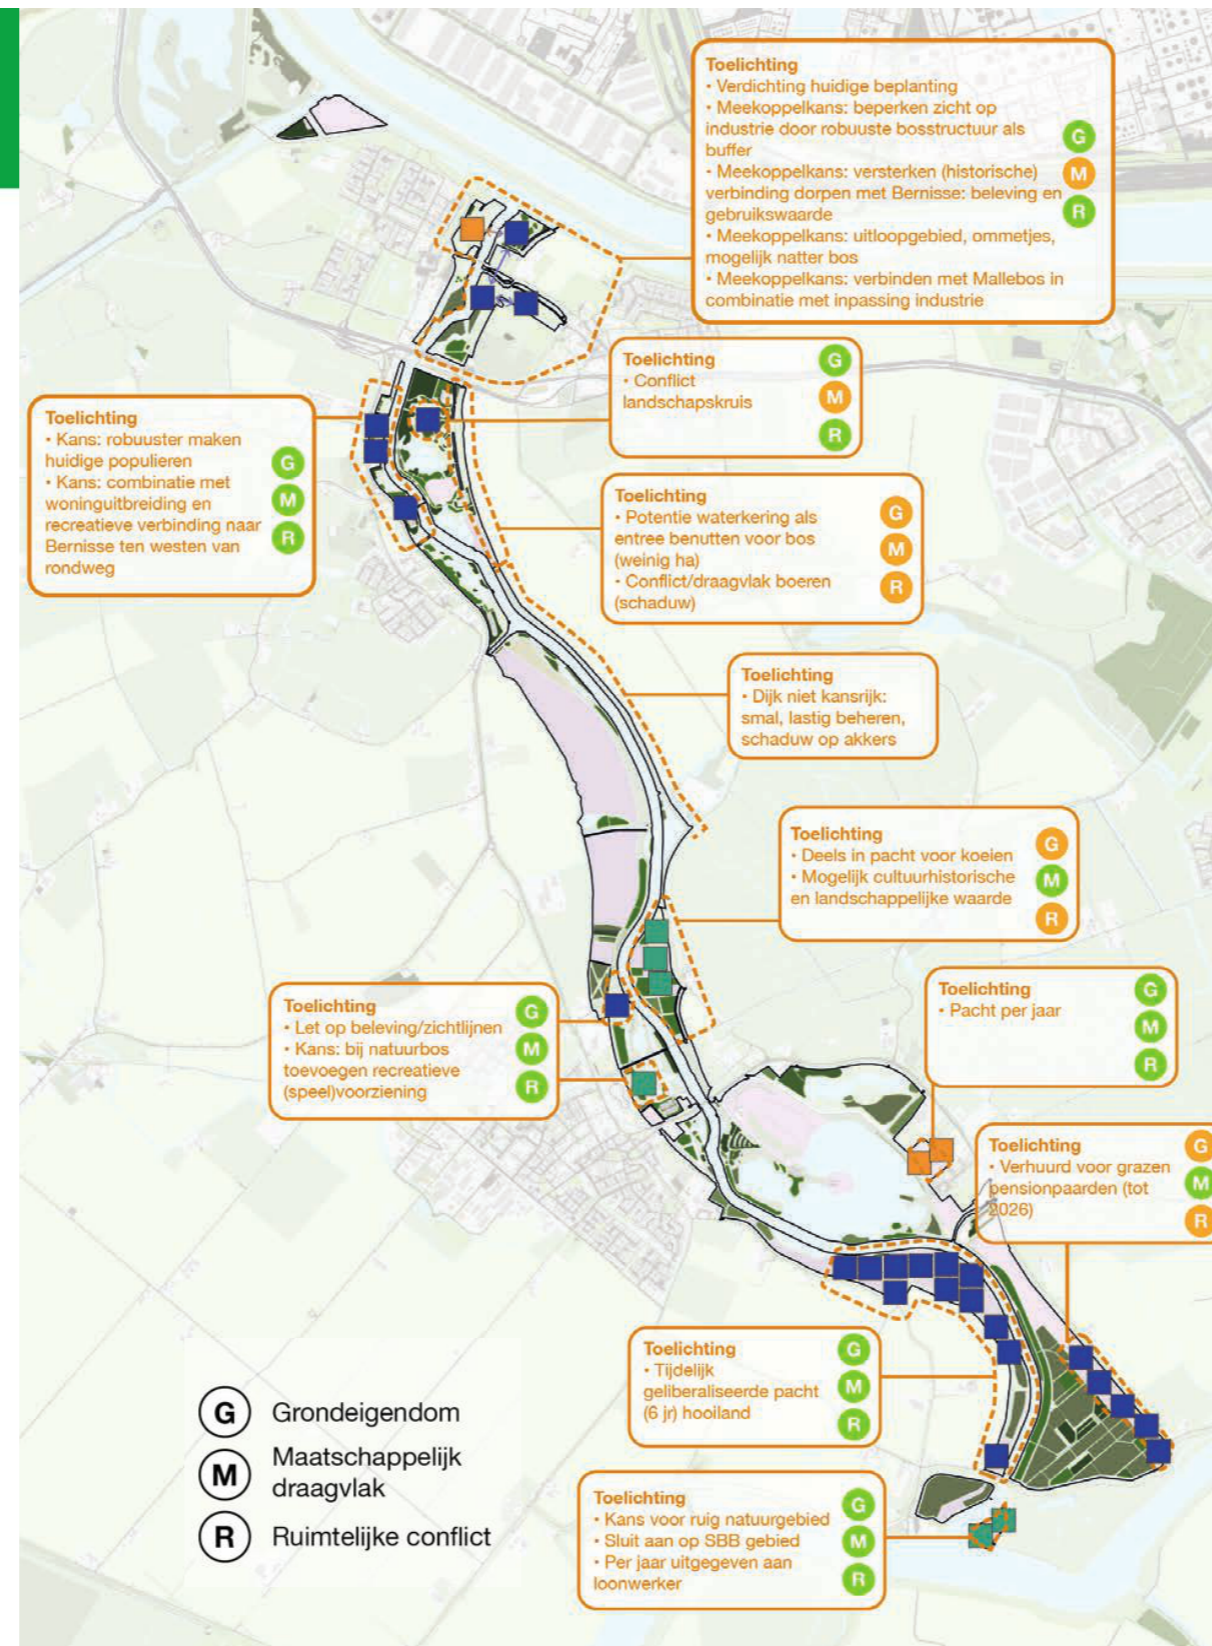 Toelichting
• Verdichting huidige beplanting
• Meekoppelkans: beperken zicht op
industrie door robuuste bosstructuur als
buffer
• Meekoppelkans: versterken (historische)
verbinding dorpen met Bernisse: beleving en
gebruikswaarde
• Meekoppelkans: uitloopgebied, ommetjes,
mogelijk natter bos
• Meekoppelkans: verbinden met Mallebos in
combinatie met inpassing industrie
G
M
R
Toelichting
• Conflict
landschapskruis
G
M
R
Toelichting
• Kans: robuuster maken
huidige populieren
• Kans: combinatie met
woninguitbreiding en
recreatieve verbinding naar
Bernisse ten westen van
rondweg
G
M
R
Toelichting
• Potentie waterkering als
entree benutten voor bos
(weinig ha)
• Conflict/draagvlak boeren
(schaduw)
G
M
R
Toelichting
• Dijk niet kansrijk:
smal, lastig beheren,
schaduw op akkers
Toelichting
• Deels in pacht voor koeien
• Mogelijk cultuurhistorische
en landschappelijke waarde
G
M
R
Toelichting
• Let op beleving/zichtlijnen
• Kans: bij natuurbos
toevoegen recreatieve
(speel)voorziening
G
M
R
Toelichting
• Pacht per jaar
G
M
R
Toelichting
• Verhuurd voor grazen
pensionpaarden (tot
2026)
G
M
R
Toelichting
• Tijdelijk
geliberaliseerde pacht
(6 jr) hooiland
G
M
R
Toelichting
• Kans voor ruig natuurgebied
• Sluit aan op SBB gebied
• Per jaar uitgegeven aan
loonwerker
G
M
R
G Grondeigendom
M Maatschappelijk
draagvlak
R Ruimtelijke conflict